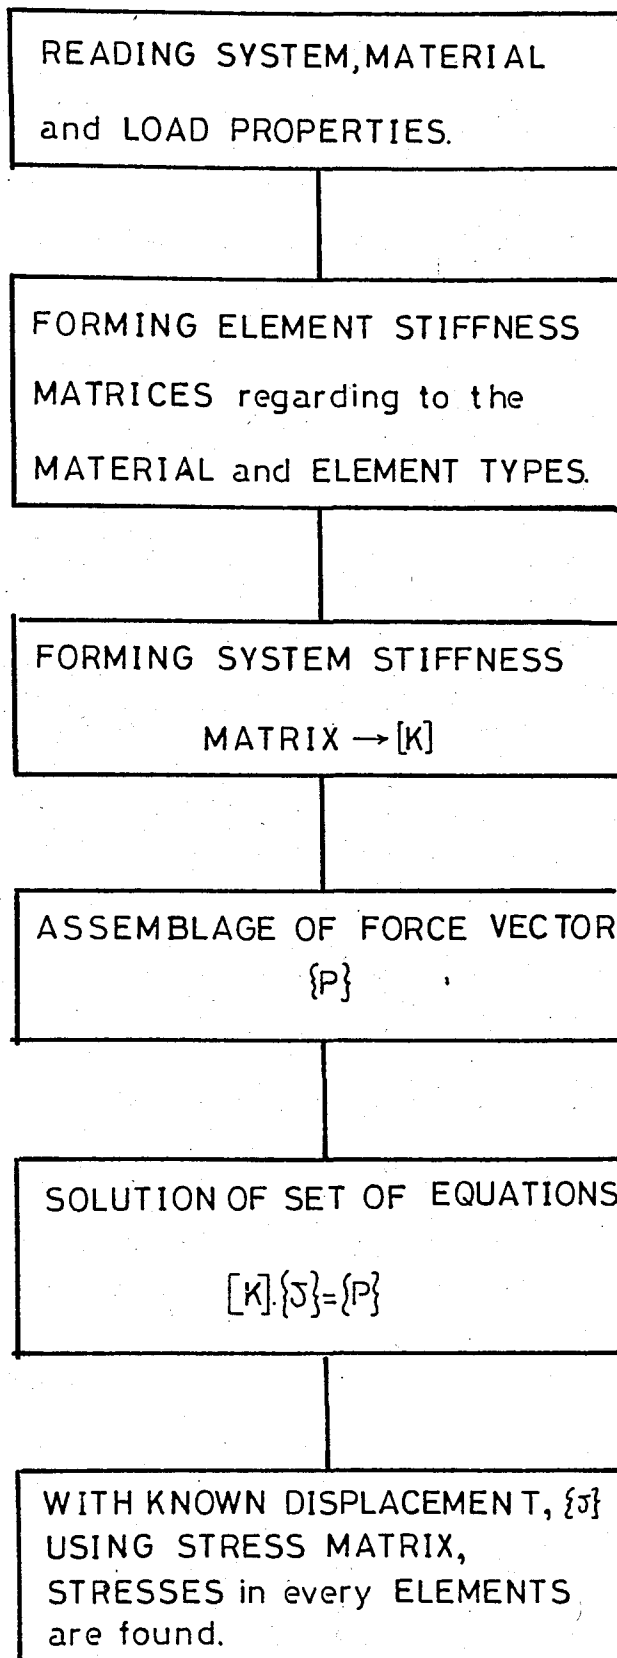 READING SYSTEM, MATERIAL
and LOAD PROPERTIES.
FORMING ELEMENT STIFFNESS
MATRICES regarding to the
MATERIAL and ELEMENT TYPES.
FORMING SYSTEM STIFFNESS
MATRIX → [K]
ASSEMBLAGE OF FORCE VECTOR
{P}
SOLUTION OF SET OF EQUATIONS
[K].{J}={P}
WITH KNOWN DISPLACEMENT, {J}
USING STRESS MATRIX,
STRESSES in every ELEMENTS
are found.